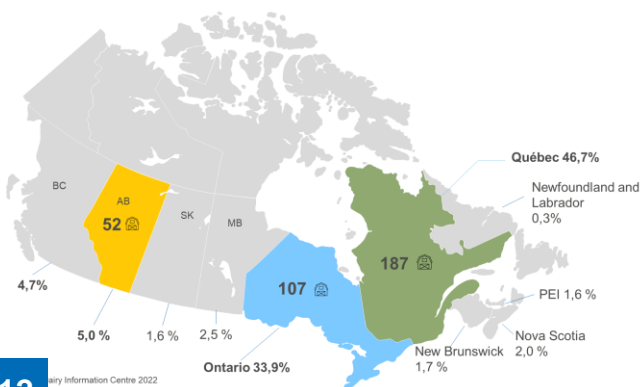 Québec 46,7%
Newfoundland and
Labrador
0,3%
BC
AB
52
SK
MB
187
107
4,7%
5,0 %
1,6 %
2,5 %
PEI 1,6 %
Nova Scotia
2,0 %
New Brunswick
1,7 %
Ontario 33,9%
Information Centre 2022